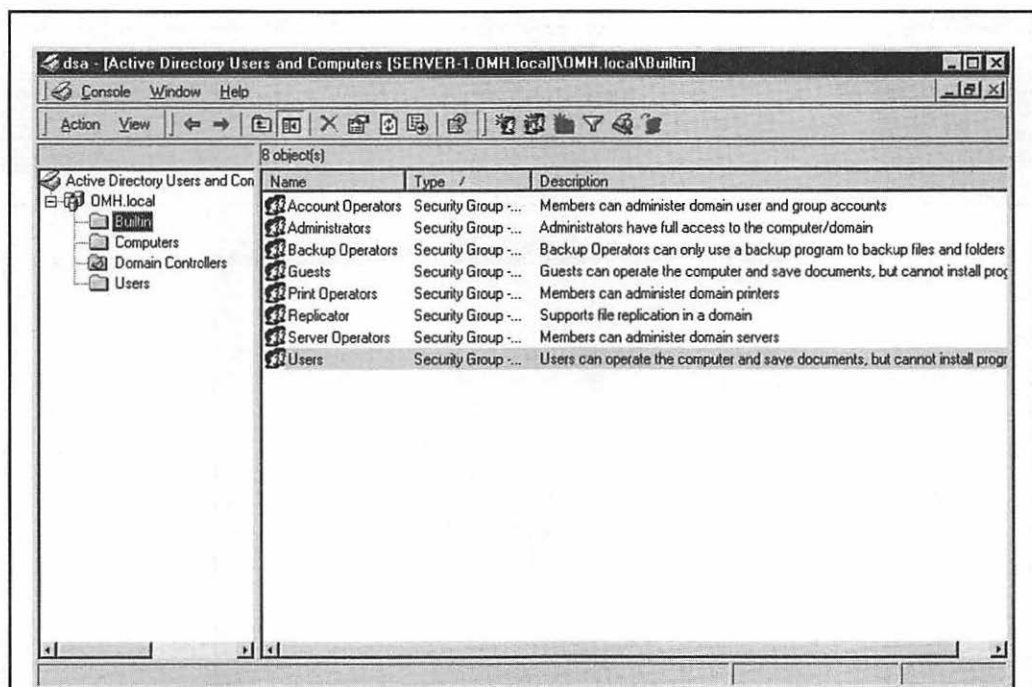 dsa - [Active Directory Users and Computers [SERVER-1.OMH.local]\OMH.local\Builtin]
Console Window Help
Action View
8 object(s)
Active Directory Users and Con
OMH.local
Builtin
Computers
Domain Controllers
Users
Name Type / Description
Account Operators Security Group -... Members can administer domain user and group accounts
Administrators Security Group -... Administrators have full access to the computer/domain
Backup Operators Security Group -... Backup Operators can only use a backup program to backup files and folders
Guests Security Group -... Guests can operate the computer and save documents, but cannot install prog
Print Operators Security Group -... Members can administer domain printers
Replicator Security Group -... Supports file replication in a domain
Server Operators Security Group -... Members can administer domain servers
Users Security Group -... Users can operate the computer and save documents, but cannot install progr